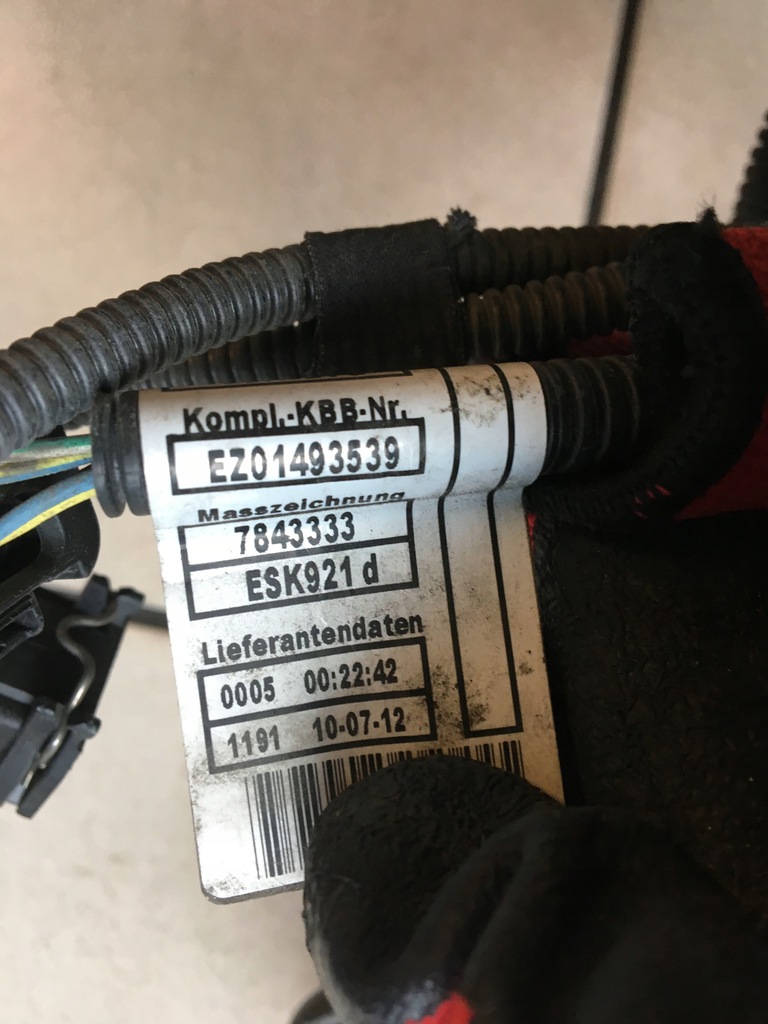 Kompl.-KBB-Nr.
EZ01493539
Masszeichnung
7843333
ESK921 d
Lieferantendaten
0005 00:22:42
1191 10-07-12